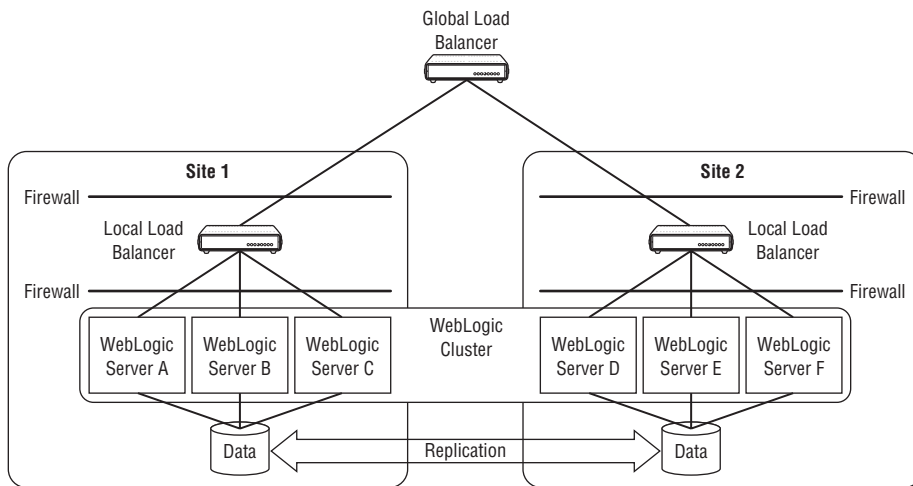 Global Load
Balancer
Site 1
Site 2
Firewall
Firewall
Local Load
Balancer
Local Load
Balancer
Firewall
Firewall
WebLogic
Cluster
WebLogic
Server A
WebLogic
Server B
WebLogic
Server C
WebLogic
Server D
WebLogic
Server E
WebLogic
Server F
Data
Replication
Data